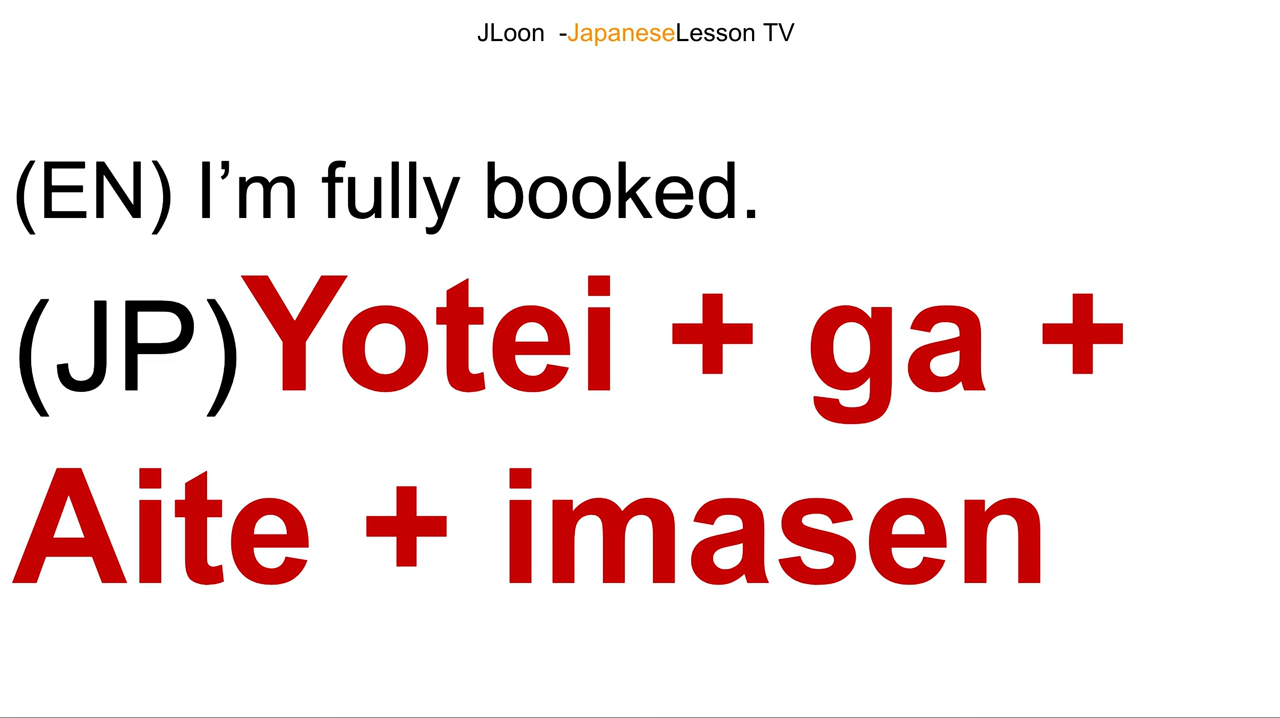 JLoon -JapaneseLesson TV
(EN) I’m fully booked.
(JP)Yotei + ga +
Aite + imasen